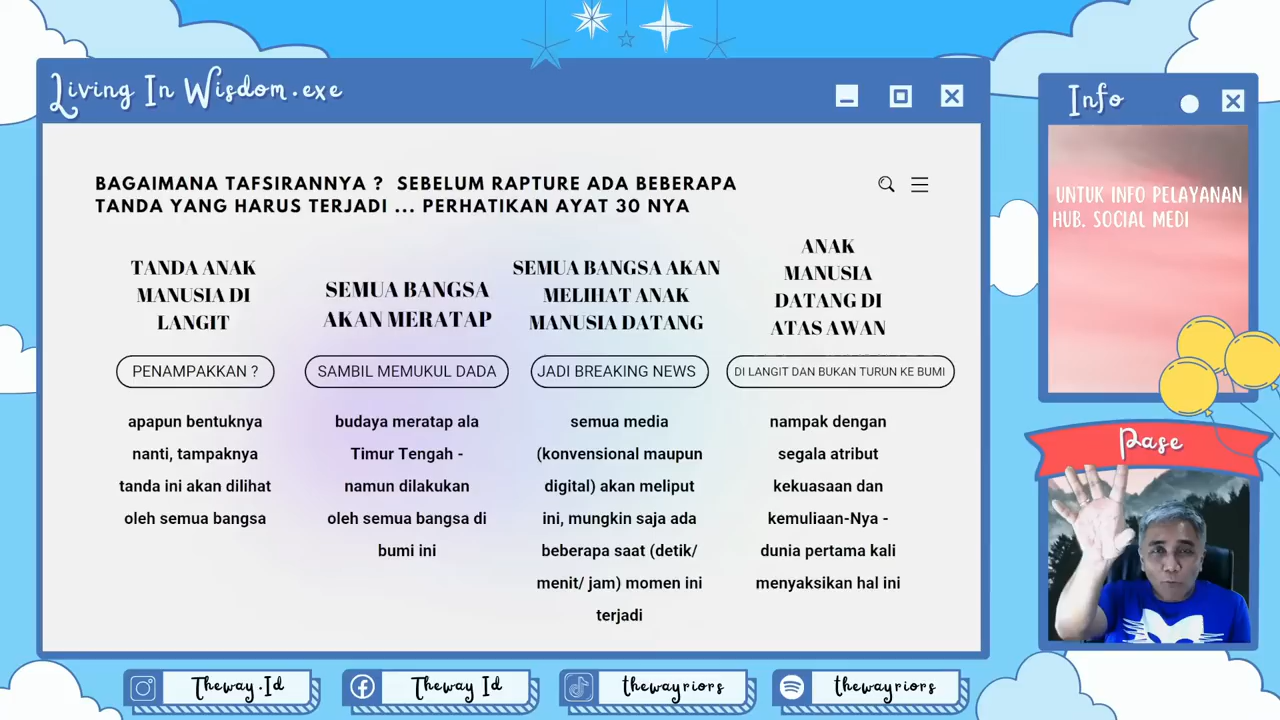 Living In Wisdom.exe
BAGAIMANA TAFSIRANNYA ? SEBELUM RAPTURE ADA BEBERAPA
TANDA YANG HARUS TERJADI ... PERHATIKAN AYAT 30 NYA
TANDA ANAK
MANUSIA DI
LANGIT
PENAMPAKKAN ?
apapun bentuknya
nanti, tampaknya
tanda ini akan dilihat
oleh semua bangsa
SEMUA BANGSA
AKAN MERATAP
SAMBIL MEMUKUL DADA
budaya meratap ala
Timur Tengah -
namun dilakukan
oleh semua bangsa di
bumi ini
SEMUA BANGSA AKAN
MELIHAT ANAK
MANUSIA DATANG
JADI BREAKING NEWS
semua media
(konvensional maupun
digital) akan meliput
ini, mungkin saja ada
beberapa saat (detik/
menit/ jam) momen ini
terjadi
ANAK
MANUSIA
DATANG DI
ATAS AWAN
DI LANGIT DAN BUKAN TURUN KE BUMI
nampak dengan
segala atribut
kekuasaan dan
kemuliaan-Nya -
dunia pertama kali
menyaksikan hal ini
Info
UNTUK INFO PELAYANAN
HUB. SOCIAL MEDI
Pase
Theway.Id
Theway Id
thewayriors
thewayriors